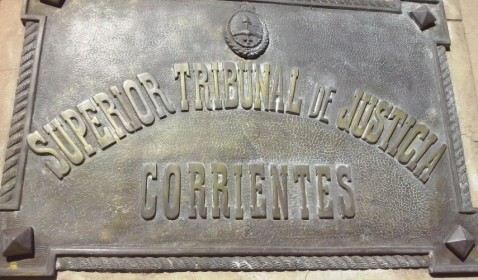 SUPERIOR TRIBUNAL DE JUSTICIA
CORRIENTES